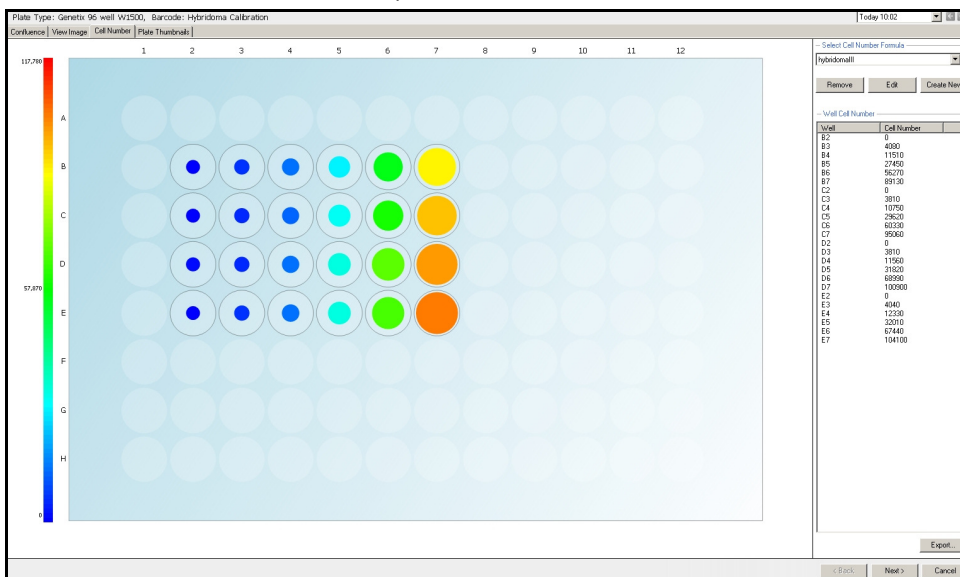 Plate Type: Genetix 96 well W1500, Barcode: Hybridoma Calibration
Today 10:02
Confluence View Image Cell Number Plate Thumbnails
1 2 3 4 5 6 7 8 9 10 11 12
117,780
57,870
0
A
B
C
D
E
F
G
H
Select Cell Number Formula
hybridomaIII
Remove Edit Create New
Well Cell Number
Well Cell Number
B2 0
B3 4080
B4 11510
B5 27450
B6 56270
B7 89130
C2 0
C3 3810
C4 10750
C5 29620
C6 60330
C7 95060
D2 0
D3 3810
D4 11560
D5 31820
D6 68990
D7 100900
E2 0
E3 4040
E4 12330
E5 32010
E6 67440
E7 104100
Export...
< Back Next > Cancel